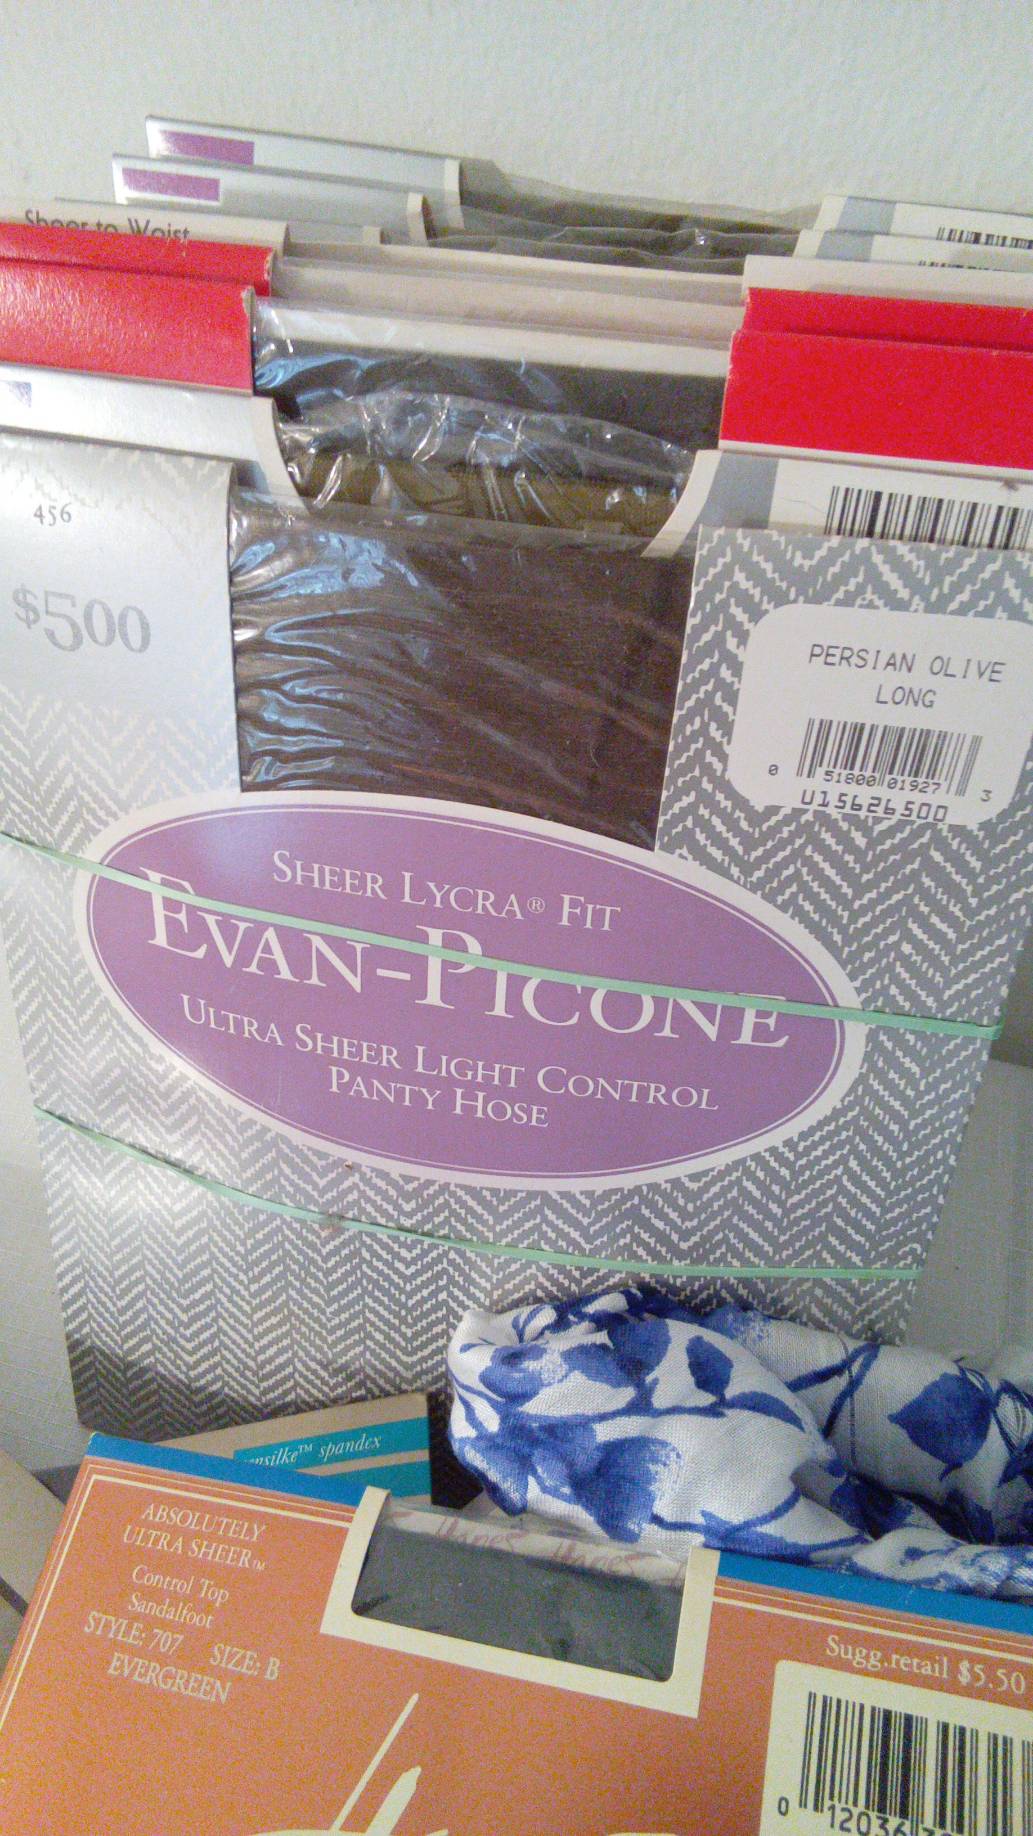 Sheer to Waist
456
$500
PERSIAN OLIVE
LONG
0 51800 01927 3
U15626500
SHEER LYCRA® FIT
EVAN-PICONE
ULTRA SHEER LIGHT CONTROL
PANTY HOSE
spandex
ABSOLUTELY
ULTRA SHEER™
Control Top
Sandalfoot
STYLE: 707 SIZE: B
EVERGREEN
Hanes Hanes
Sugg.retail $5.50
0 12036